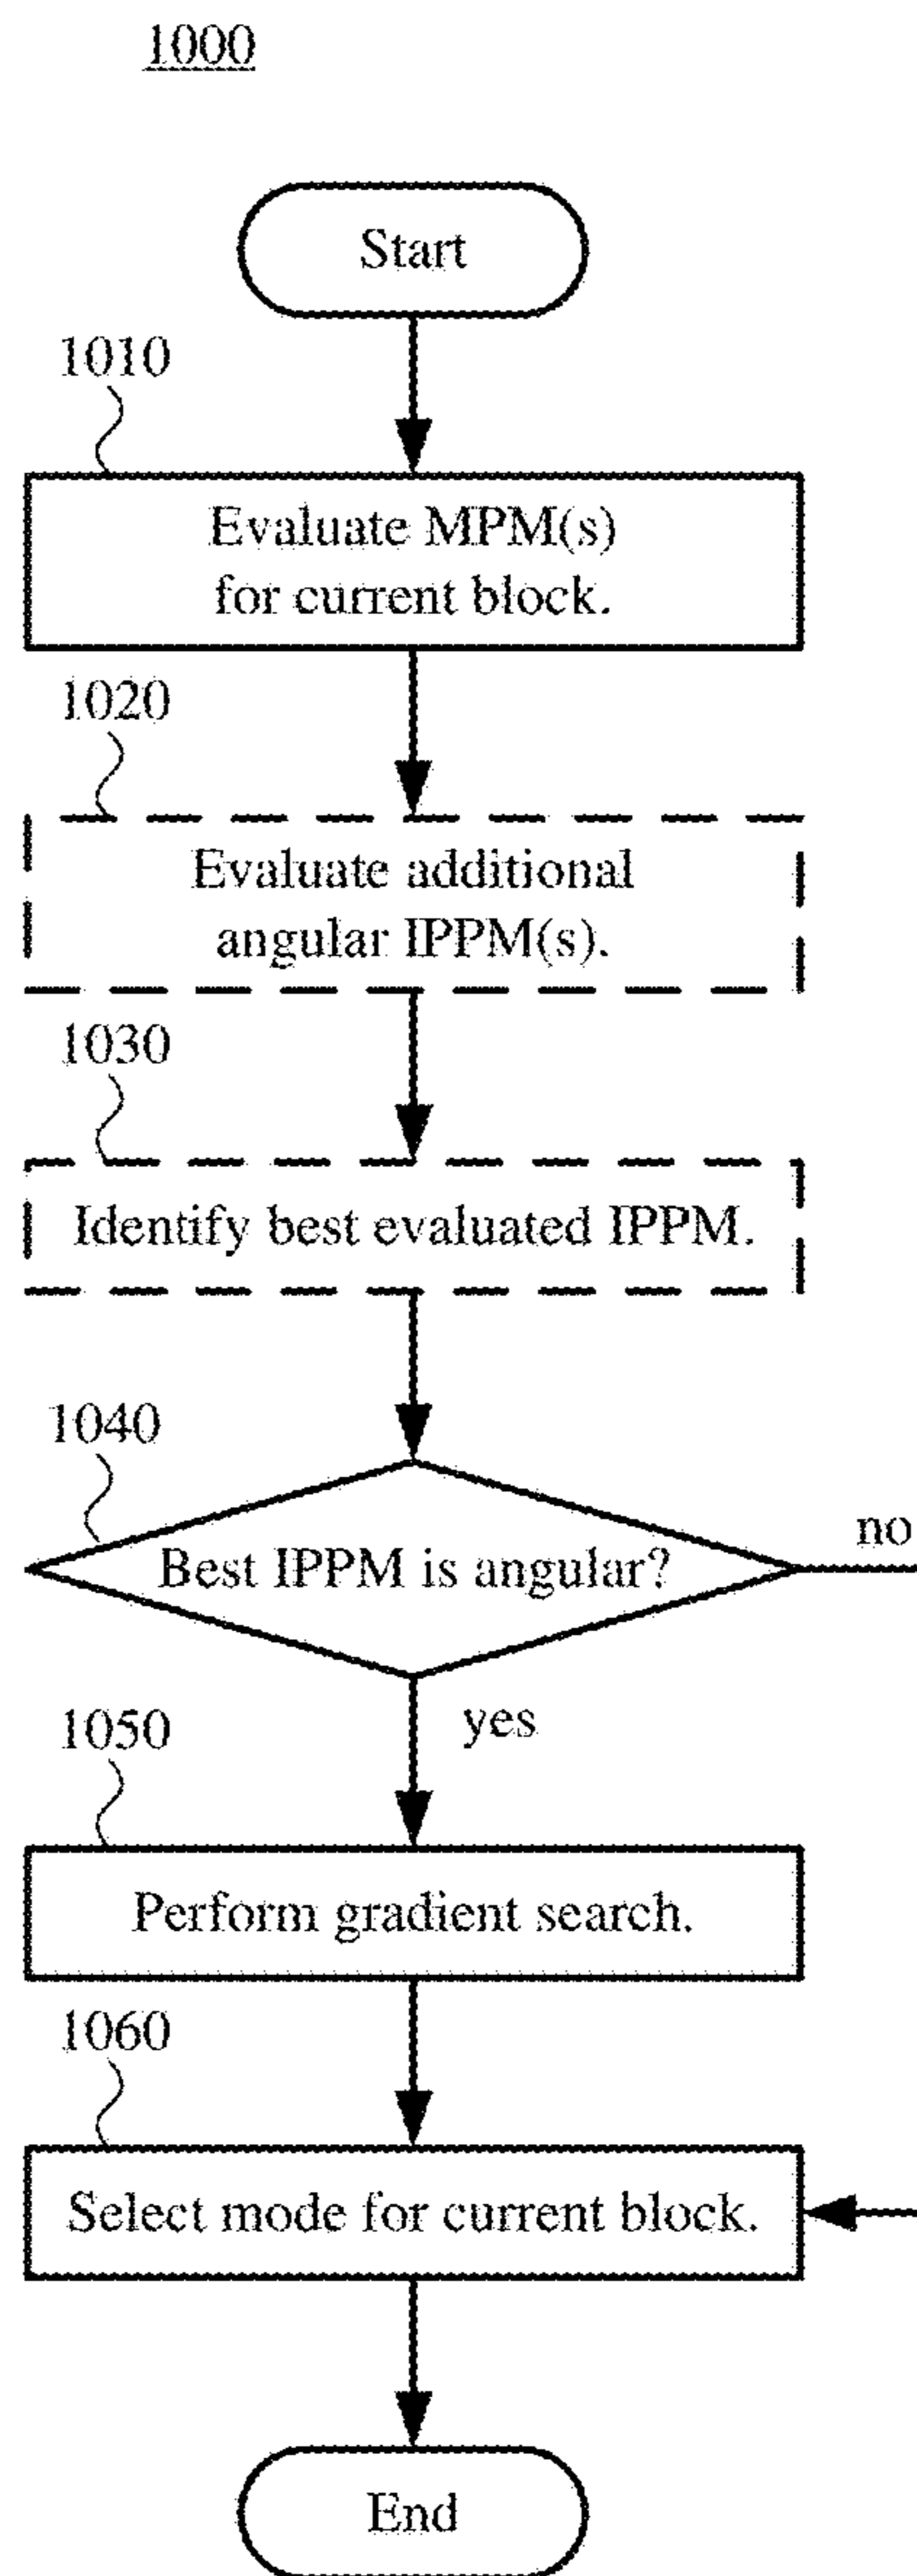 1000
Start
1010
Evaluate MPM(s)
for current block.
1020
Evaluate additional
angular IPPM(s).
1030
Identify best evaluated IPPM.
1040
Best IPPM is angular?
no
yes
1050
Perform gradient search.
1060
Select mode for current block.
End